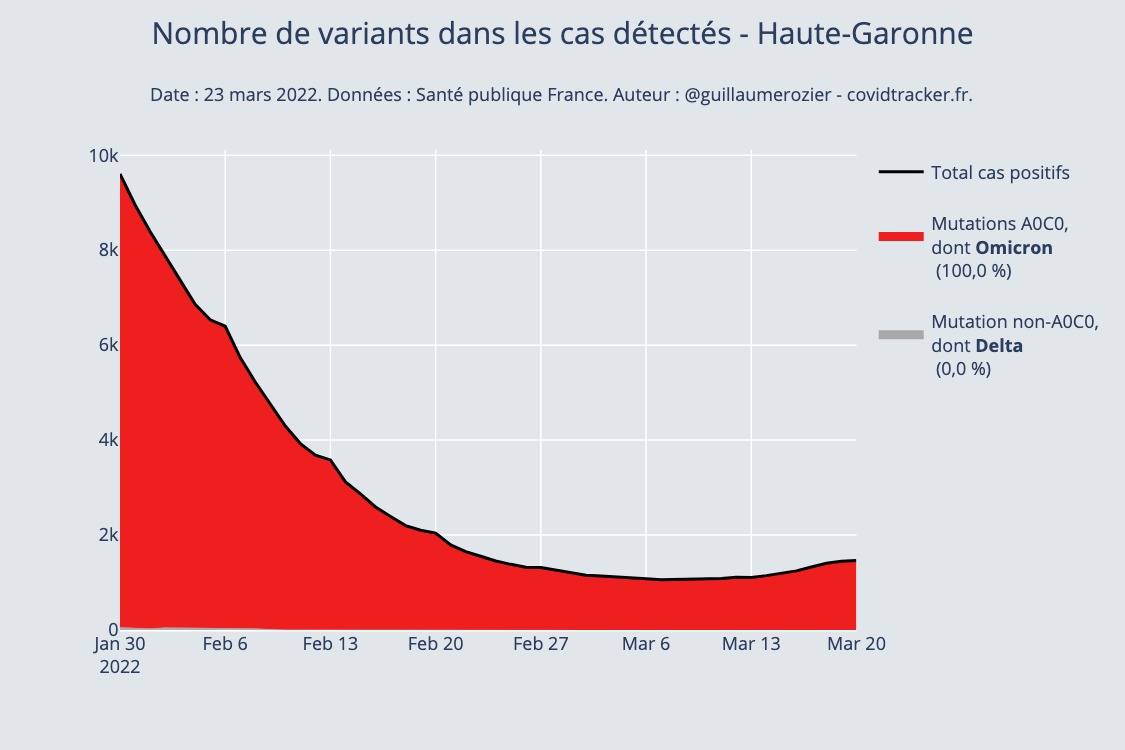 Nombre de variants dans les cas détectés - Haute-Garonne
Date : 23 mars 2022. Données : Santé publique France. Auteur : @guillaumerozier - covidtracker.fr.
10k
8k
6k
4k
2k
0
Jan 30
2022
Feb 6
Feb 13
Feb 20
Feb 27
Mar 6
Mar 13
Mar 20
Total cas positifs
Mutations A0C0,
dont Omicron
(100,0 %)
Mutation non-A0C0,
dont Delta
(0,0 %)